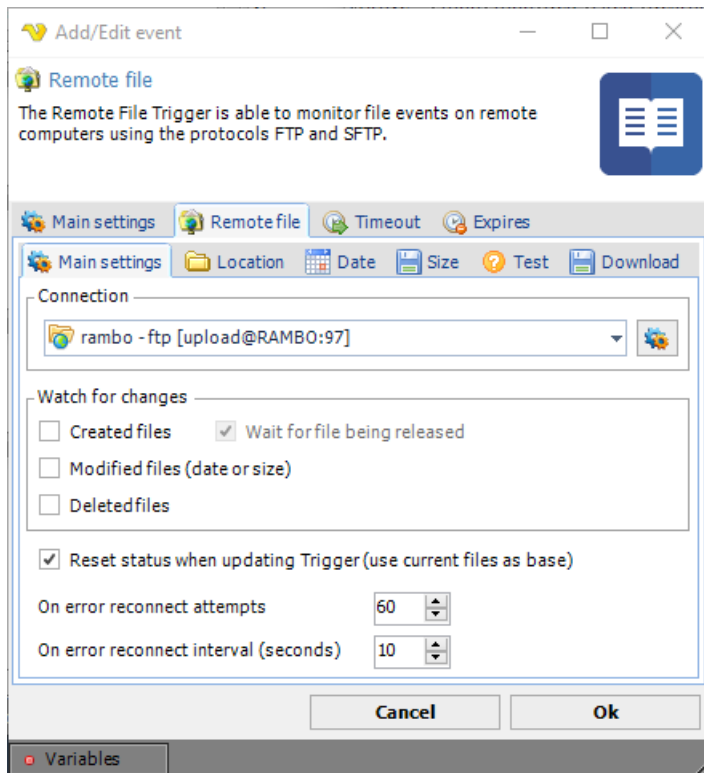 Add/Edit event
Remote file
The Remote File Trigger is able to monitor file events on remote
computers using the protocols FTP and SFTP.
Main settings Remote file Timeout Expires
Main settings Location Date Size Test Download
Connection
rambo - ftp [upload@RAMBO:97]
Watch for changes
Created files Wait for file being released
Modified files (date or size)
Deleted files
Reset status when updating Trigger (use current files as base)
On error reconnect attempts 60
On error reconnect interval (seconds) 10
Cancel Ok
Variables